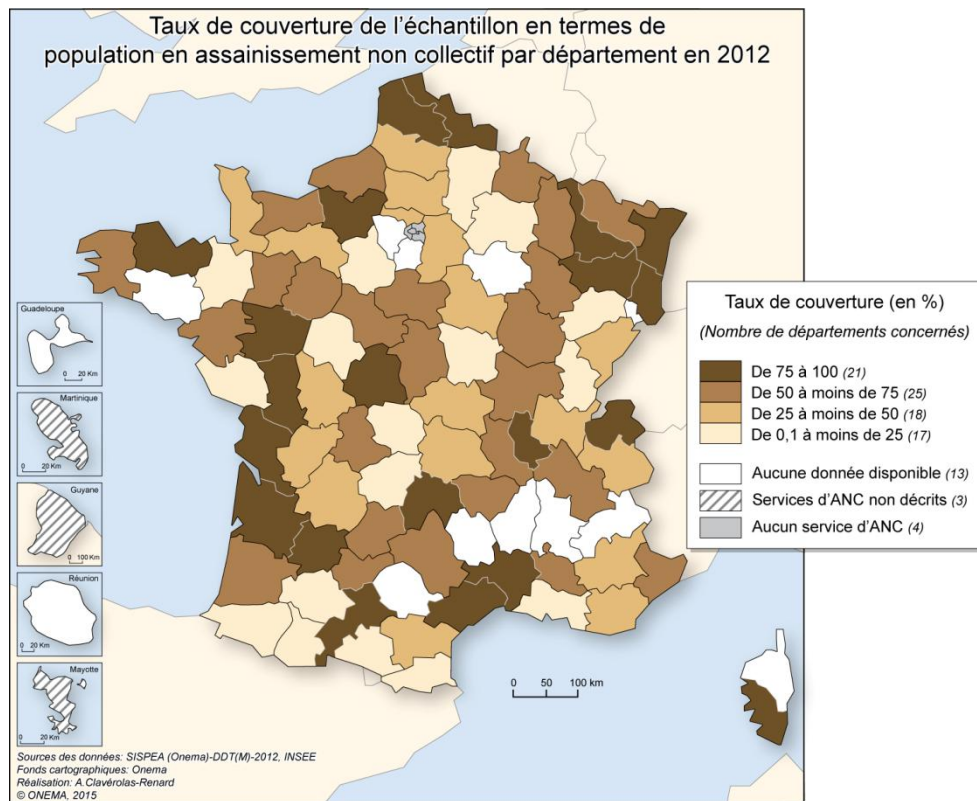 Taux de couverture de l'échantillon en termes de
population en assainissement non collectif par département en 2012
Guadeloupe
0 20 Km
Martinique
0 20 Km
Guyane
0 100 Km
Réunion
0 20 Km
Mayotte
0 20 Km
Taux de couverture (en %)
(Nombre de départements concernés)
De 75 à 100 (21)
De 50 à moins de 75 (25)
De 25 à moins de 50 (18)
De 0,1 à moins de 25 (17)
Aucune donnée disponible (13)
Services d'ANC non décrits (3)
Aucun service d'ANC (4)
0 50 100 km
Sources des données: SISPEA (Onema)-DDT(M)-2012, INSEE
Fonds cartographiques: Onema
Réalisation: A.Clavérolas-Renard
© ONEMA, 2015